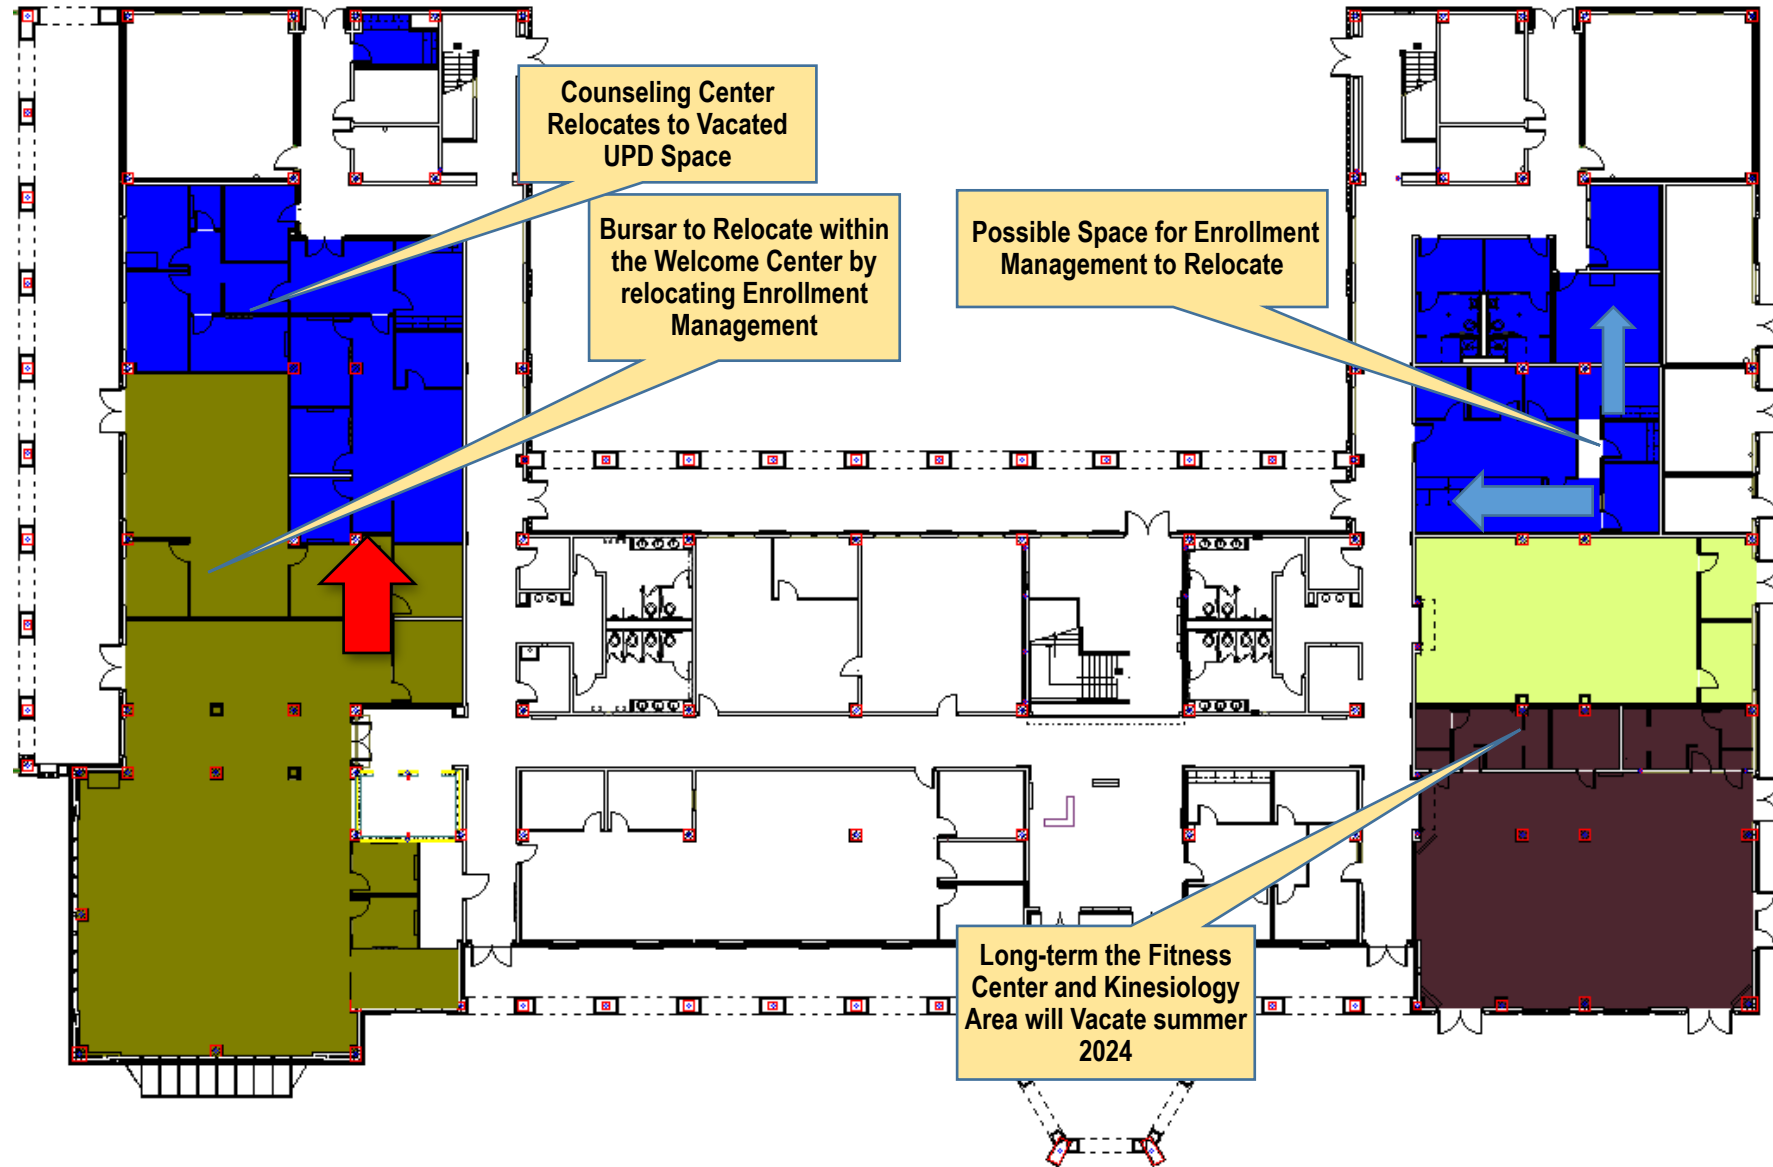 Counseling Center
Relocates to Vacated
UPD Space
Bursar to Relocate within
the Welcome Center by
relocating Enrollment
Management
Possible Space for Enrollment
Management to Relocate
Long-term the Fitness
Center and Kinesiology
Area will Vacate summer
2024